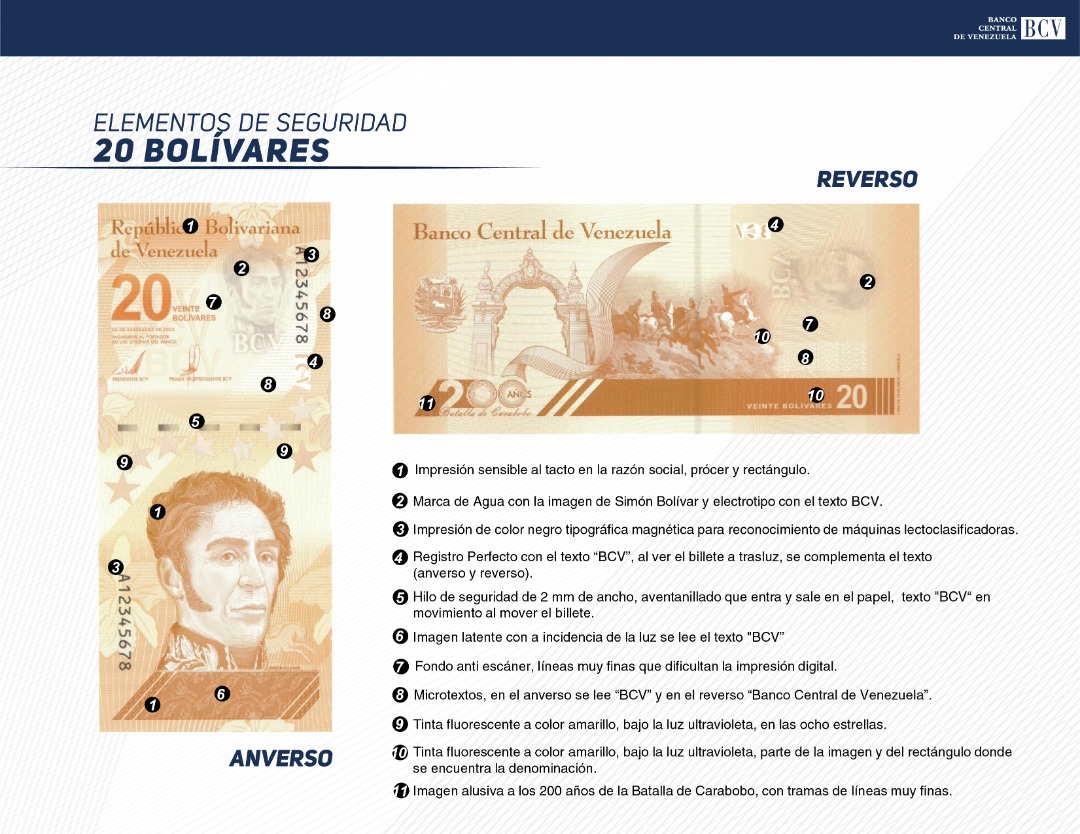 BANCO
CENTRAL
DE VENEZUELA
BCV
ELEMENTOS DE SEGURIDAD
20 BOLÍVARES
REVERSO
Repúblic 1 Bolivariana
de Venezuela
2
3
A12345678
20
VEINTE
BOLÍVARES
7
8
BCV
4
PRESIDENTE BCV
PRIMER VICEPRESIDENTE BCV
8
5
9
9
1
3
A12345678
6
1
ANVERSO
Banco Central de Venezuela
4
BCV
2
7
10
8
200 AÑOS
Batalla de Carabobo
11
10
VEINTE BOLÍVARES 20
1 Impresión sensible al tacto en la razón social, prócer y rectángulo.
2 Marca de Agua con la imagen de Simón Bolívar y electrotipo con el texto BCV.
3 Impresión de color negro tipográfica magnética para reconocimiento de máquinas lectoclasificadoras.
4 Registro Perfecto con el texto “BCV”, al ver el billete a trasluz, se complementa el texto
(anverso y reverso).
5 Hilo de seguridad de 2 mm de ancho, aventanillado que entra y sale en el papel, texto "BCV“ en
movimiento al mover el billete.
6 Imagen latente con a incidencia de la luz se lee el texto "BCV”
7 Fondo anti escáner, líneas muy finas que dificultan la impresión digital.
8 Microtextos, en el anverso se lee “BCV” y en el reverso “Banco Central de Venezuela”.
9 Tinta fluorescente a color amarillo, bajo la luz ultravioleta, en las ocho estrellas.
10 Tinta fluorescente a color amarillo, bajo la luz ultravioleta, parte de la imagen y del rectángulo donde
se encuentra la denominación.
11 Imagen alusiva a los 200 años de la Batalla de Carabobo, con tramas de líneas muy finas.